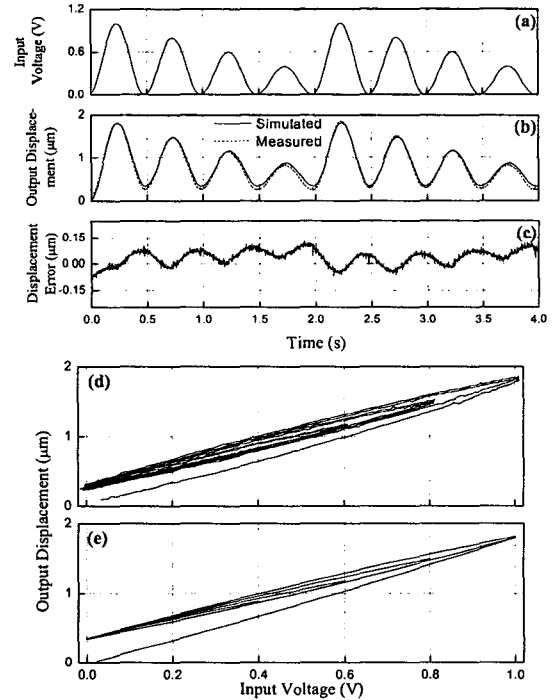 (a)
Input
Voltage (V)
1.2
0.6
0.0
(b)
Simulated
Measured
Output Displace-
ment (μm)
2
1
0
(c)
Displacement
Error (μm)
0.15
0.00
-0.15
0.0 0.5 1.0 1.5 2.0 2.5 3.0 3.5 4.0
Time (s)
(d)
2
1
0
Output Displacement (μm)
(e)
2
1
0
0.0 0.2 0.4 0.6 0.8 1.0
Input Voltage (V)